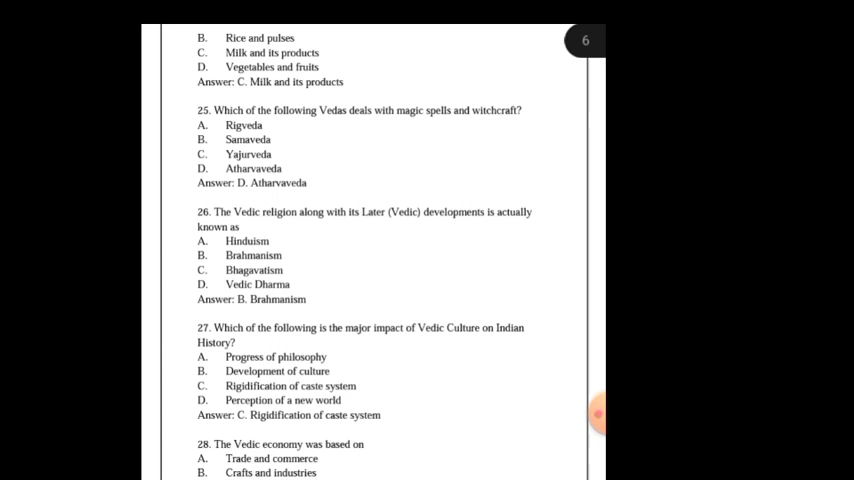 B. Rice and pulses
C. Milk and its products
D. Vegetables and fruits
Answer: C. Milk and its products
25. Which of the following Vedas deals with magic spells and witchcraft?
A. Rigveda
B. Samaveda
C. Yajurveda
D. Atharvaveda
Answer: D. Atharvaveda
26. The Vedic religion along with its Later (Vedic) developments is actually
known as
A. Hinduism
B. Brahmanism
C. Bhagavatism
D. Vedic Dharma
Answer: B. Brahmanism
27. Which of the following is the major impact of Vedic Culture on Indian
History?
A. Progress of philosophy
B. Development of culture
C. Rigidification of caste system
D. Perception of a new world
Answer: C. Rigidification of caste system
28. The Vedic economy was based on
A. Trade and commerce
B. Crafts and industries
6